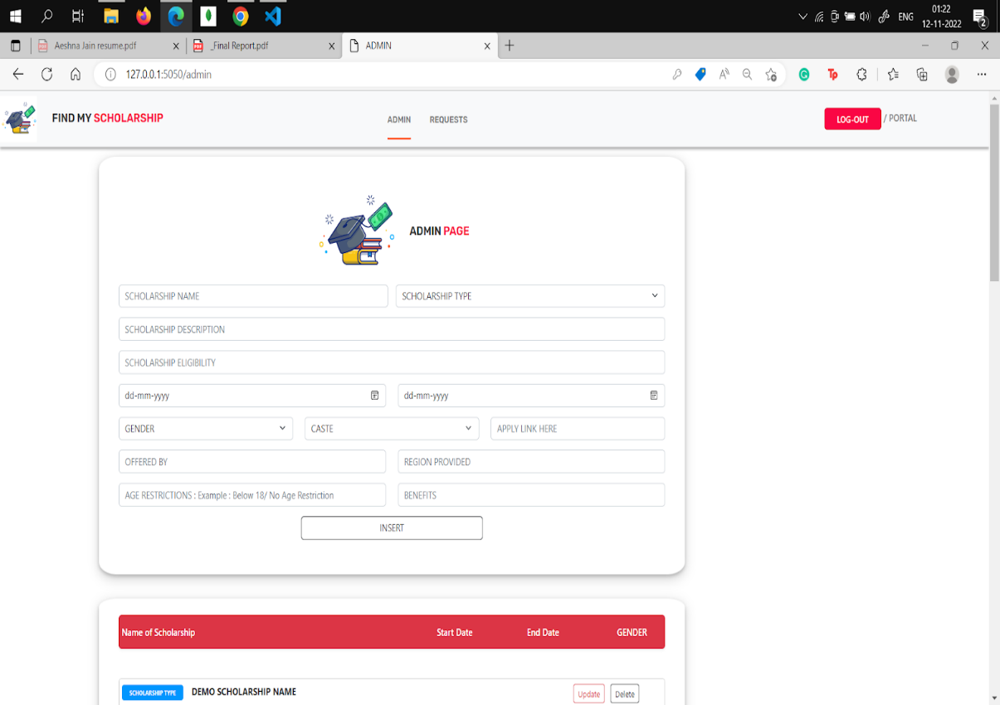 01:22
ENG
12-11-2022
2
Aeshna Jain resume.pdf
_Final Report.pdf
ADMIN
127.0.0.1:5050/admin
FIND MY SCHOLARSHIP
ADMIN
REQUESTS
LOG-OUT / PORTAL
ADMIN PAGE
SCHOLARSHIP NAME
SCHOLARSHIP TYPE
SCHOLARSHIP DESCRIPTION
SCHOLARSHIP ELIGIBILITY
dd-mm-yyyy
dd-mm-yyyy
GENDER
CASTE
APPLY LINK HERE
OFFERED BY
REGION PROVIDED
AGE RESTRICTIONS : Example : Below 18/ No Age Restriction
BENEFITS
INSERT
Name of Scholarship
Start Date
End Date
GENDER
SCHOLARSHIP TYPE
DEMO SCHOLARSHIP NAME
Update
Delete